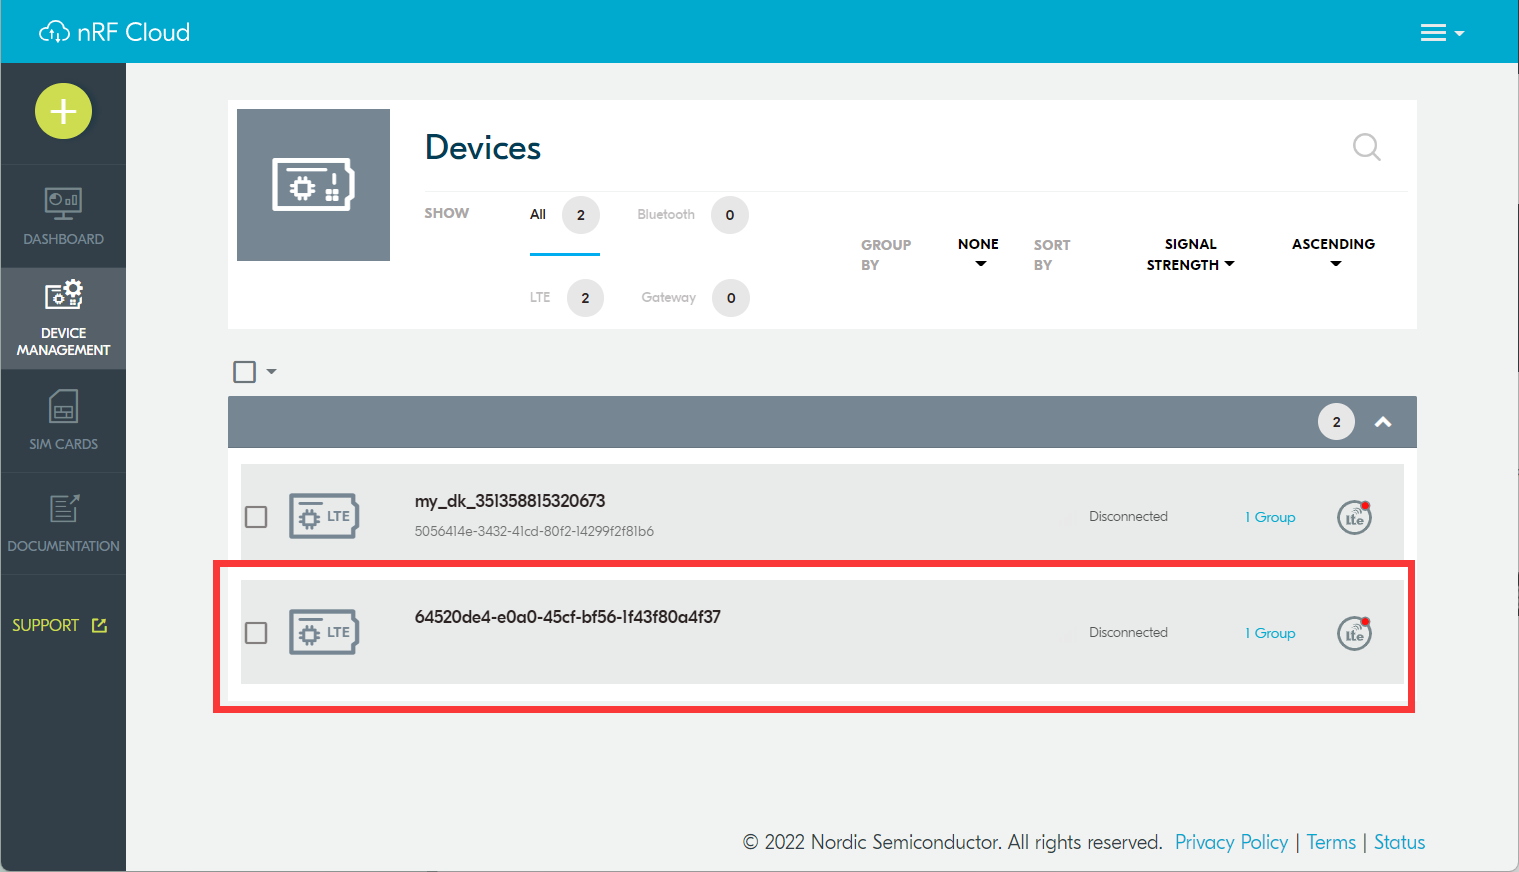 nRF Cloud
Devices
SHOW
All 2
Bluetooth 0
LTE 2
Gateway 0
GROUP
BY
NONE
SORT
BY
SIGNAL
STRENGTH
ASCENDING
DASHBOARD
DEVICE
MANAGEMENT
SIM CARDS
DOCUMENTATION
SUPPORT
2
LTE
my_dk_351358815320673
5056414e-3432-41cd-80f2-14299f2f81b6
Disconnected
1 Group
Lte
LTE
64520de4-e0a0-45cf-bf56-1f43f80a4f37
Disconnected
1 Group
Lte
© 2022 Nordic Semiconductor. All rights reserved. Privacy Policy | Terms | Status